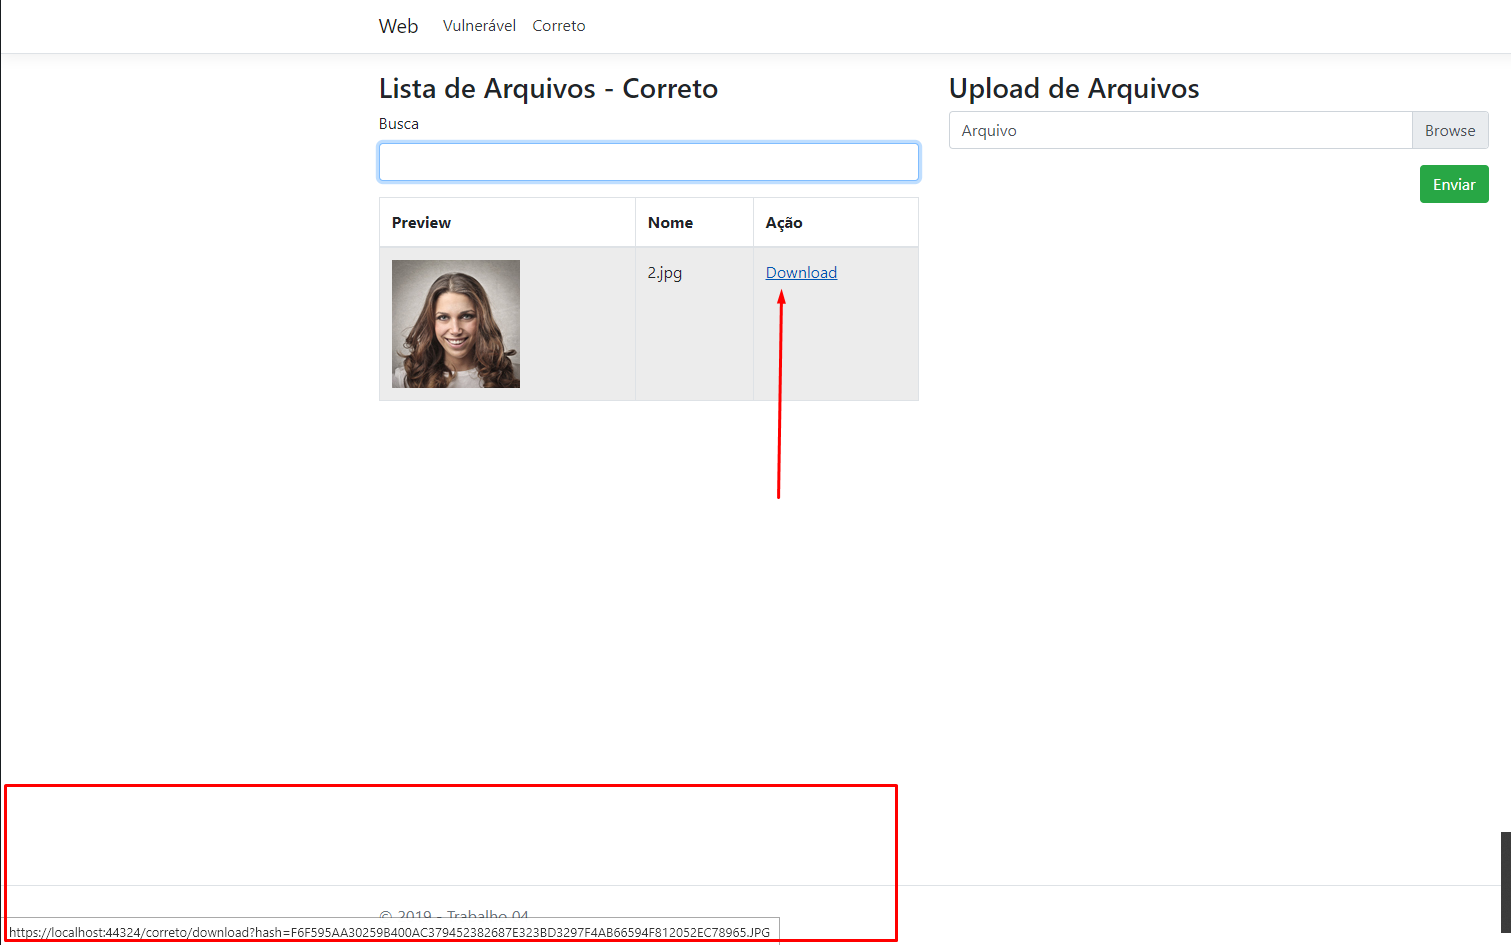 Web Vulnerável Correto
Lista de Arquivos - Correto
Busca
Preview Nome Ação
2.jpg Download
Upload de Arquivos
Arquivo Browse
Enviar
© 2019 - Trabalho 04
https://localhost:44324/correto/download?hash=F6F595AA30259B400AC379452382687E323BD3297F4AB66594F812052EC78965.JPG